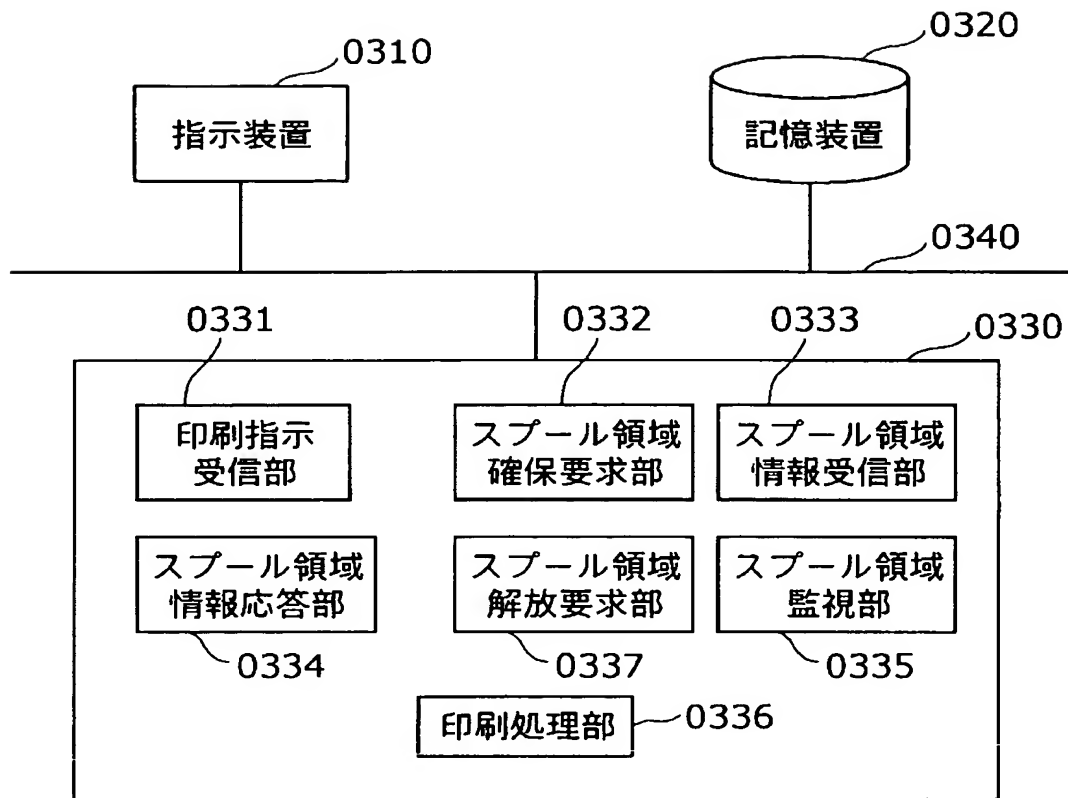 0310
0320
指示装置
記憶装置
0340
0331
0332
0333
0330
印刷指示
受信部
スプール領域
確保要求部
スプール領域
情報受信部
スプール領域
情報応答部
スプール領域
解放要求部
スプール領域
監視部
0334
0337
0335
印刷処理部
0336